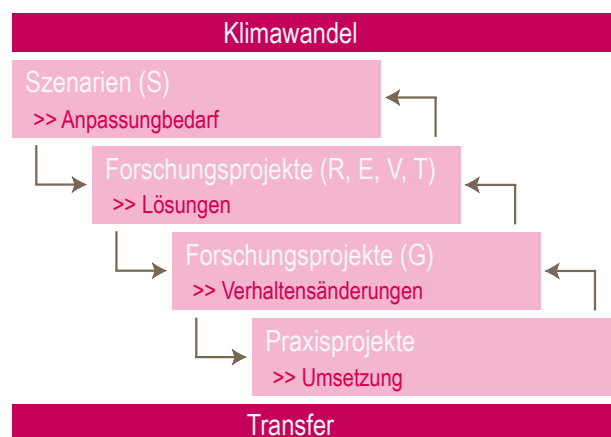 Klimawandel
Szenarien (S)
>> Anpassungbedarf
Forschungsprojekte (R, E, V, T)
>> Lösungen
Forschungsprojekte (G)
>> Verhaltensänderungen
Praxisprojekte
>> Umsetzung
Transfer